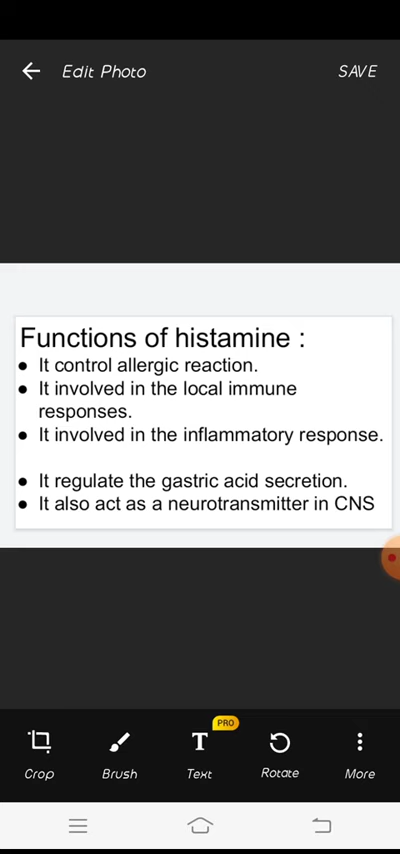 Edit Photo
SAVE
Functions of histamine :
● It control allergic reaction.
● It involved in the local immune
responses.
● It involved in the inflammatory response.
● It regulate the gastric acid secretion.
● It also act as a neurotransmitter in CNS
PRO
T
Crop
Brush
Text
Rotate
More